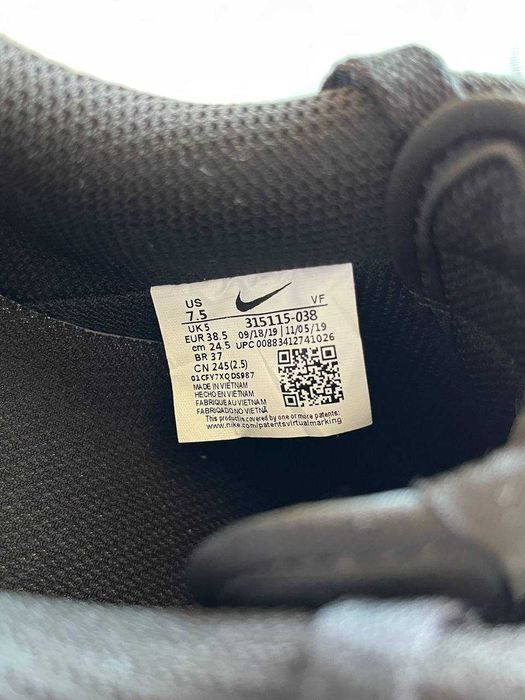 US VF
7.5 315115-038
UK 5 09/18/19 | 11/05/19
EUR 38.5 UPC 00883412741026
cm 24.5
BR 37
CN 245(2.5)
01CFY7XQDS987
MADE IN VIETNAM
HECHO EN VIETNAM
FABRIQUE AU VIETNAM
FABRIQADO NO VIETNÃ
This product is covered by one or more patents:
www.nike.com/patentsvirtualmarking